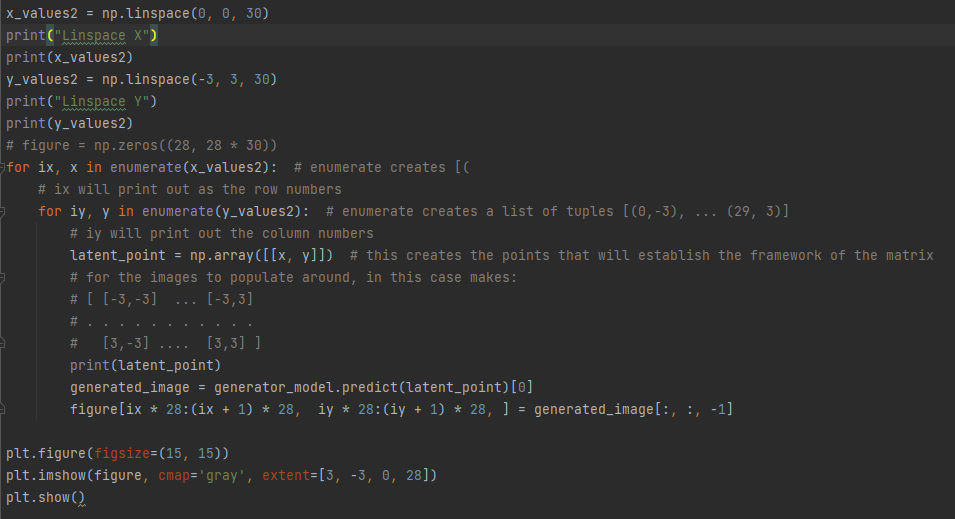 x_values2 = np.linspace(0, 0, 30)
print("Linspace X")
print(x_values2)
y_values2 = np.linspace(-3, 3, 30)
print("Linspace Y")
print(y_values2)
# figure = np.zeros((28, 28 * 30))
for ix, x in enumerate(x_values2):  # enumerate creates [(
    # ix will print out as the row numbers
    for iy, y in enumerate(y_values2):  # enumerate creates a list of tuples [(0,-3), ... (29, 3)]
        # iy will print out the column numbers
        latent_point = np.array([[x, y]])  # this creates the points that will establish the framework of the matrix
        # for the images to populate around, in this case makes:
        # [ [-3,-3]  ... [-3,3]
        # . . . . . . . . . . .
        #   [3,-3] ....  [3,3] ]
        print(latent_point)
        generated_image = generator_model.predict(latent_point)[0]
        figure[ix * 28:(ix + 1) * 28,  iy * 28:(iy + 1) * 28, ] = generated_image[:, :, -1]
plt.figure(figsize=(15, 15))
plt.imshow(figure, cmap='gray', extent=[3, -3, 0, 28])
plt.show()